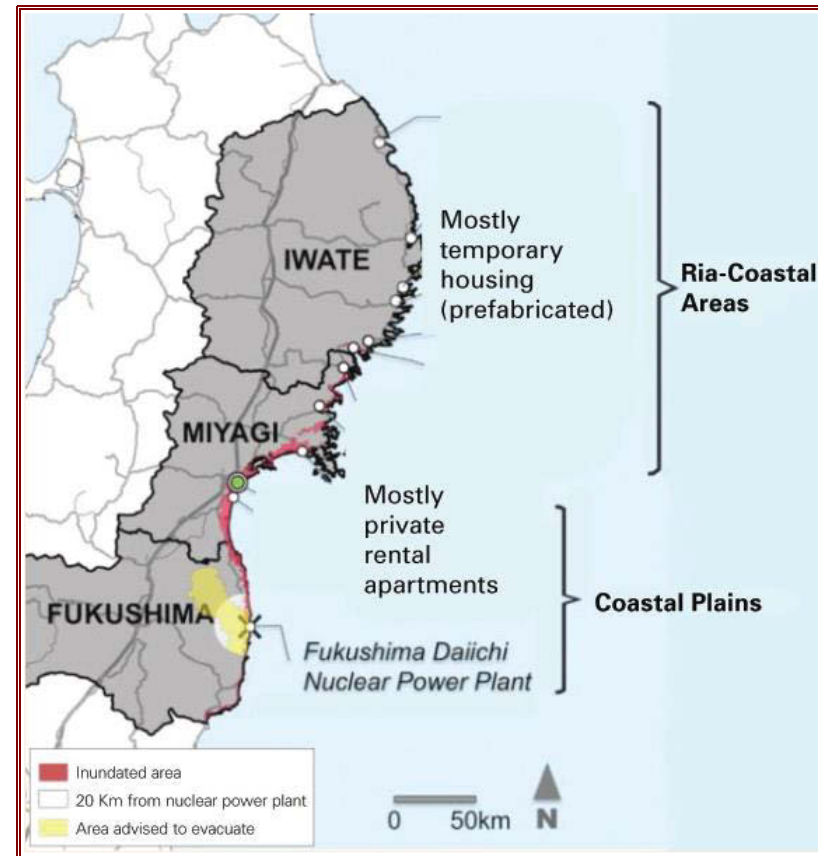 IWATE
Mostly
temporary
housing
(prefabricated)
Ria-Coastal
Areas
MIYAGI
Mostly
private
rental
apartments
Coastal Plains
FUKUSHIMA
Fukushima Daiichi
Nuclear Power Plant
Inundated area
20 Km from nuclear power plant
Area advised to evacuate
0 50km N